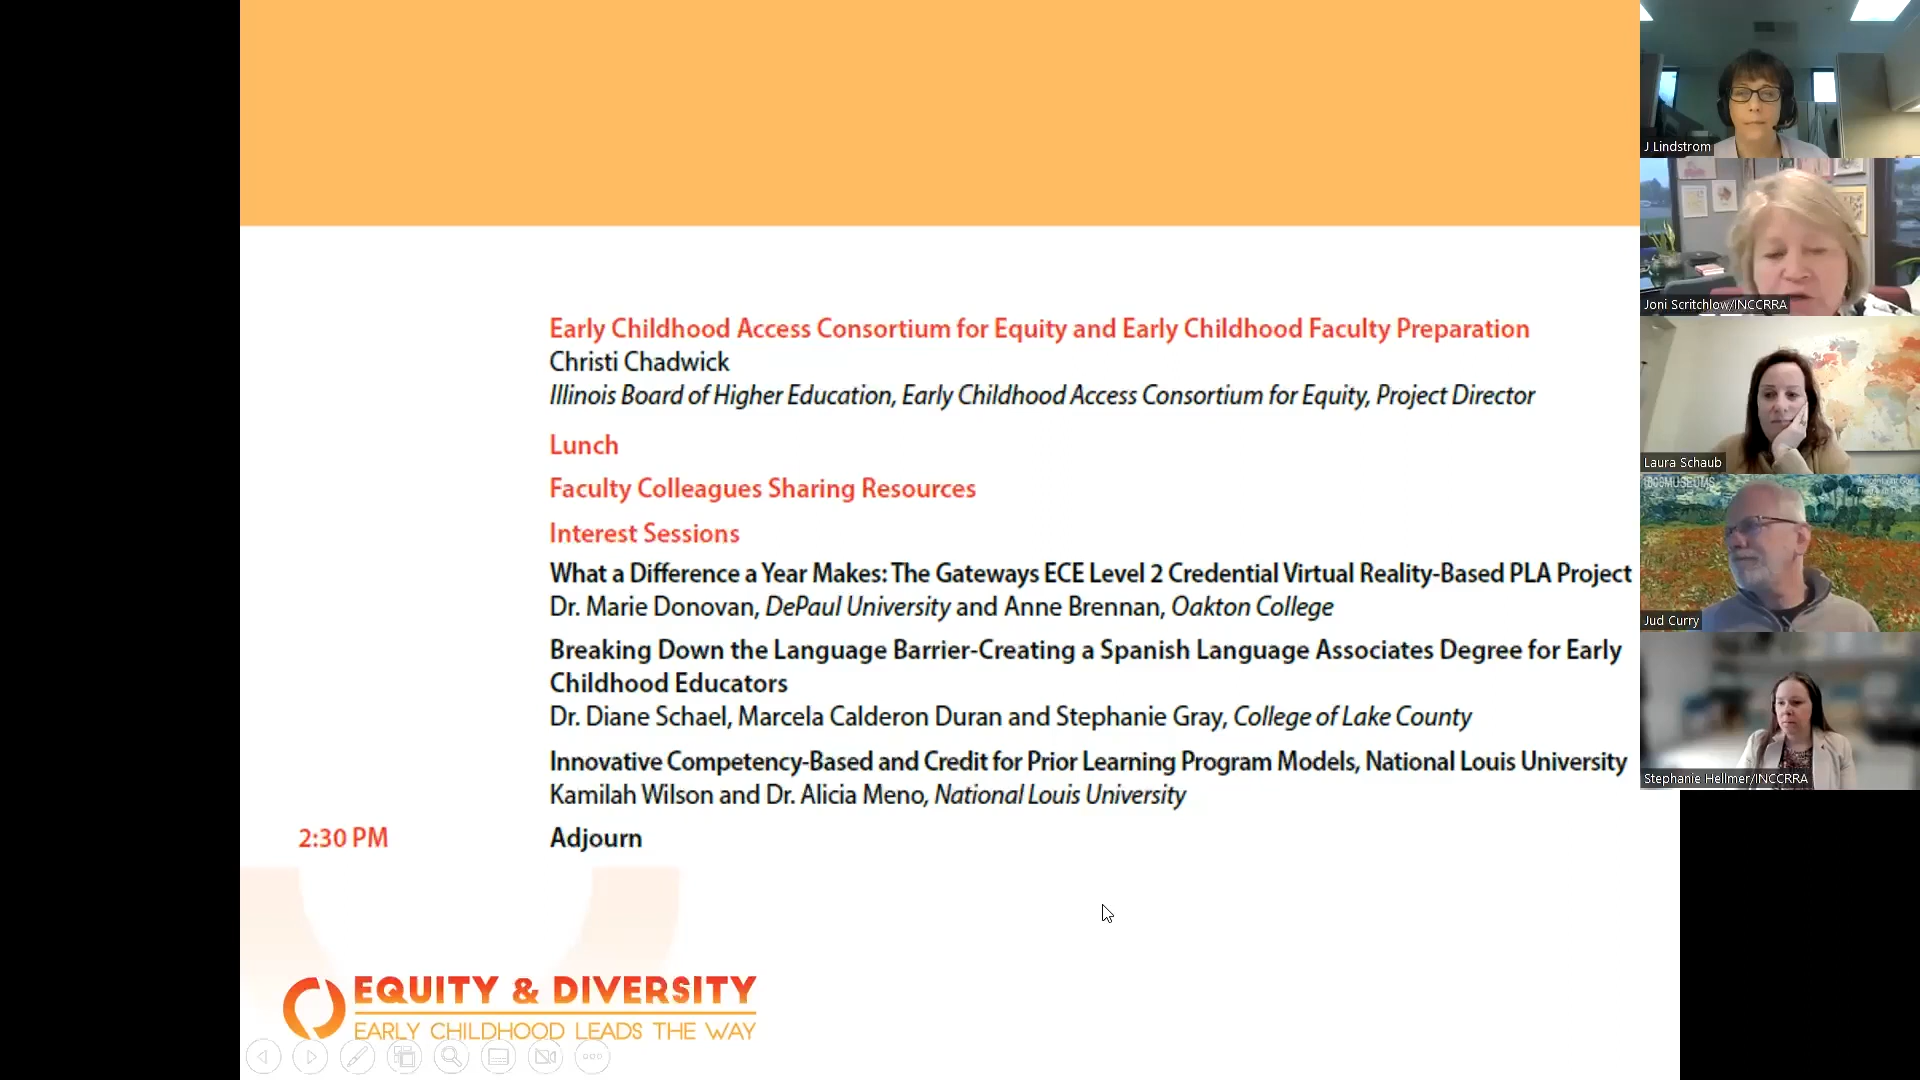 Early Childhood Access Consortium for Equity and Early Childhood Faculty Preparation
Christi Chadwick
Illinois Board of Higher Education, Early Childhood Access Consortium for Equity, Project Director
Lunch
Faculty Colleagues Sharing Resources
Interest Sessions
What a Difference a Year Makes: The Gateways ECE Level 2 Credential Virtual Reality-Based PLA Project
Dr. Marie Donovan, DePaul University and Anne Brennan, Oakton College
Breaking Down the Language Barrier-Creating a Spanish Language Associates Degree for Early
Childhood Educators
Dr. Diane Schael, Marcela Calderon Duran and Stephanie Gray, College of Lake County
Innovative Competency-Based and Credit for Prior Learning Program Models, National Louis University
Kamilah Wilson and Dr. Alicia Meno, National Louis University
2:30 PM Adjourn
EQUITY & DIVERSITY
EARLY CHILDHOOD LEADS THE WAY
J Lindstrom
Joni Scritchlow/INCCRRA
Laura Schaub
Jud Curry
Stephanie Hellmer/INCCRRA